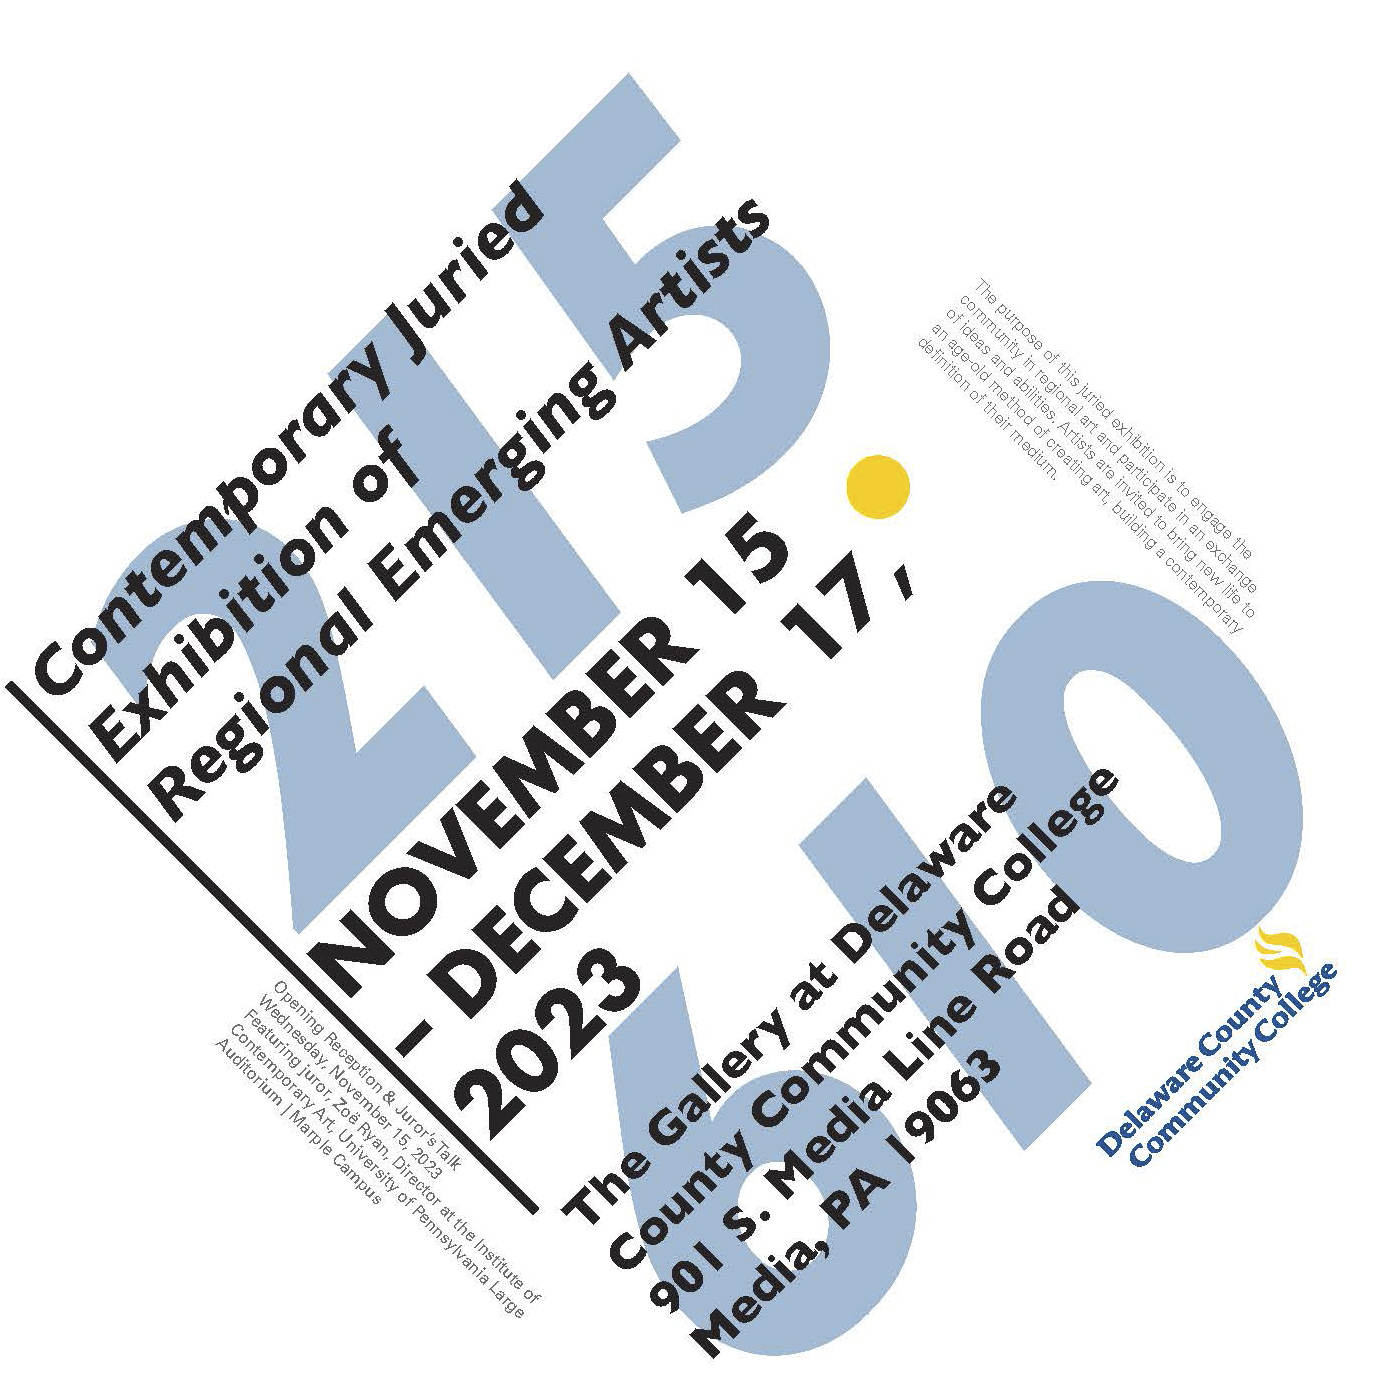 215
Contemporary Juried
Exhibition of
Regional Emerging Artists
NOVEMBER 15
– DECEMBER 17,
2023
610
The Gallery at Delaware
County Community College
901 S. Media Line Road
Media, PA 19063
The purpose of this juried exhibition is to engage the
community in regional art and participate in an exchange
of ideas and abilities. Artists are invited to bring new life to
an age-old method of creating art, building a contemporary
definition of their medium.
Opening Reception & Juror's Talk
Wednesday, November 15, 2023
Featuring juror, Zoë Ryan, Director at the Institute of
Contemporary Art, University of Pennsylvania Large
Auditorium | Marple Campus
Delaware County
Community College